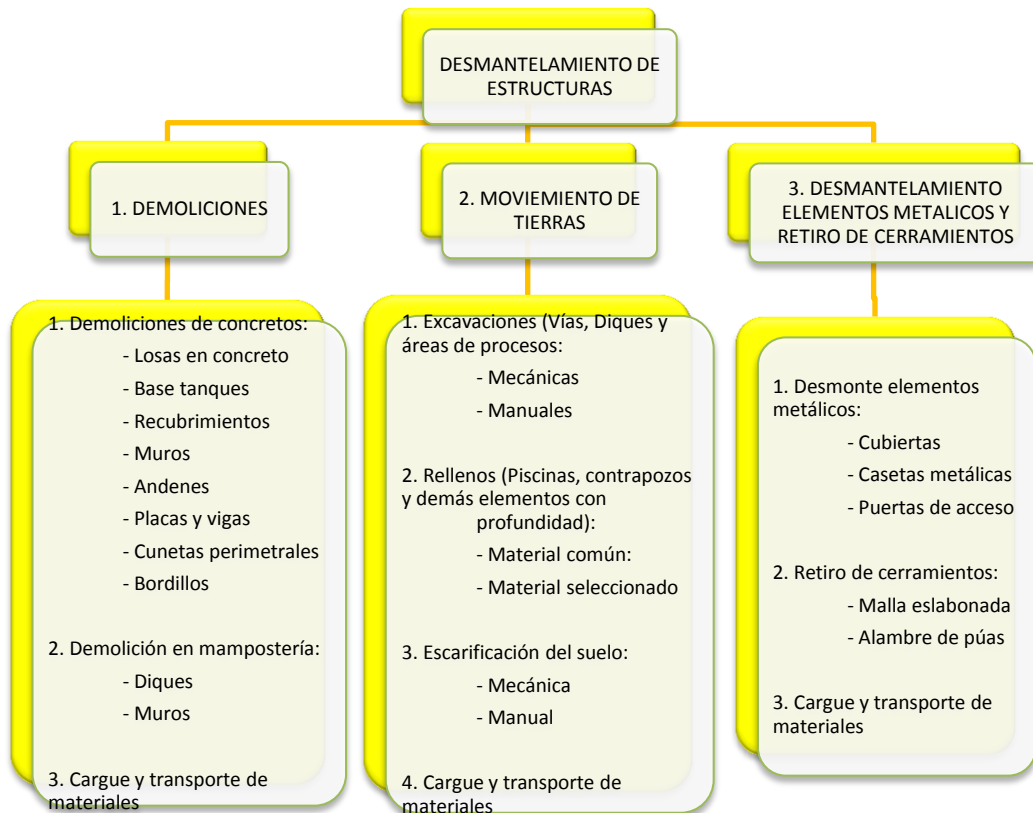 DESMANTELAMIENTO DE
ESTRUCTURAS
1. DEMOLICIONES
2. MOVIEMIENTO DE
TIERRAS
3. DESMANTELAMIENTO
ELEMENTOS METALICOS Y
RETIRO DE CERRAMIENTOS
1. Demoliciones de concretos:
- Losas en concreto
- Base tanques
- Recubrimientos
- Muros
- Andenes
- Placas y vigas
- Cunetas perimetrales
- Bordillos
2. Demolición en mampostería:
- Diques
- Muros
3. Cargue y transporte de
materiales
1. Excavaciones (Vías, Diques y
áreas de procesos:
- Mecánicas
- Manuales
2. Rellenos (Piscinas, contrapozos
y demás elementos con
profundidad):
- Material común:
- Material seleccionado
3. Escarificación del suelo:
- Mecánica
- Manual
4. Cargue y transporte de
materiales
1. Desmonte elementos
metálicos:
- Cubiertas
- Casetas metálicas
- Puertas de acceso
2. Retiro de cerramientos:
- Malla eslabonada
- Alambre de púas
3. Cargue y transporte de
materiales